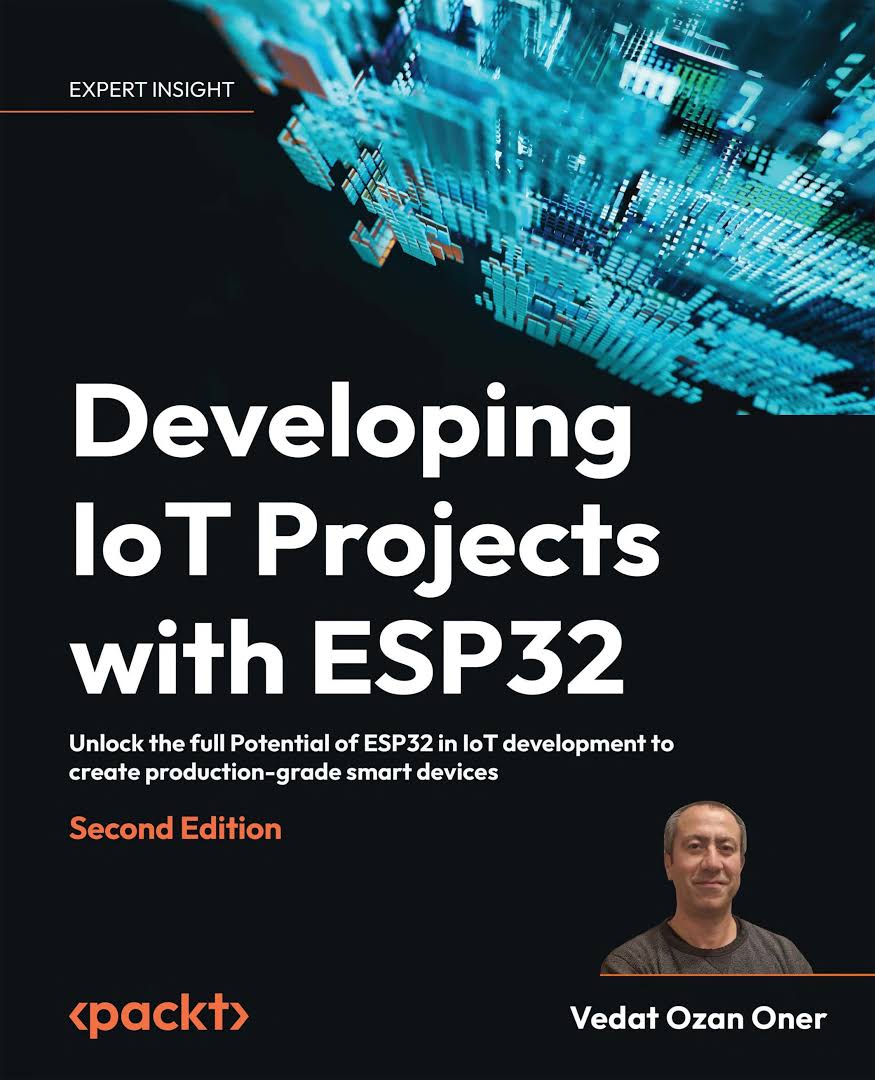 EXPERT INSIGHT
Developing
IoT Projects
with ESP32
Unlock the full Potential of ESP32 in IoT development to
create production-grade smart devices
Second Edition
<packt>
Vedat Ozan Oner